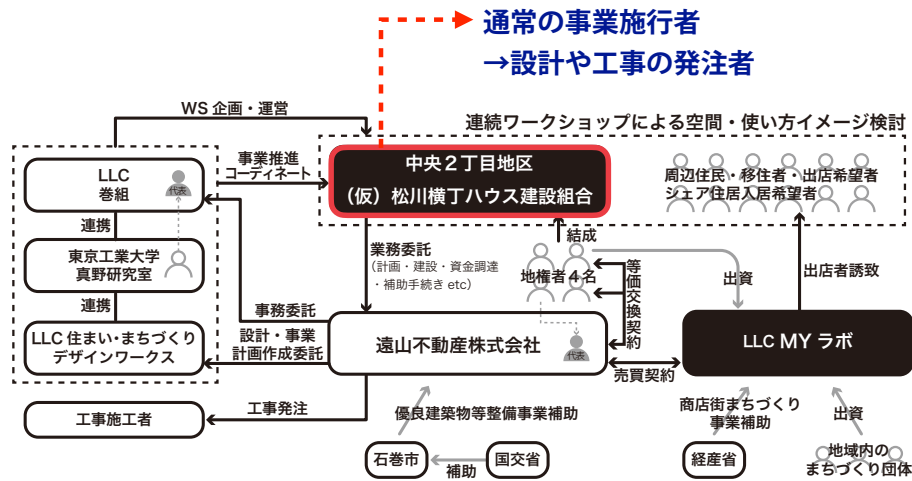 通常の事業施行者
→設計や工事の発注者
WS 企画・運営
連続ワークショップによる空間・使い方イメージ検討
LLC
巻組
代表
事業推進
コーディネート
中央２丁目地区
（仮）松川横丁ハウス建設組合
周辺住民・移住者・出店希望者
シェア住居入居希望者
連携
東京工業大学
真野研究室
連携
LLC 住まい・まちづくり
デザインワークス
業務委託
（計画・建設・資金調達
・補助手続き etc）
結成
地権者４名
等価交換契約
出資
出店者誘致
事務委託
設計・事業
計画作成委託
遠山不動産株式会社
代表
LLC MY ラボ
売買契約
工事施工者
工事発注
優良建築物等整備事業補助
商店街まちづくり
事業補助
出資
石巻市
補助
国交省
経産省
地域内の
まちづくり団体